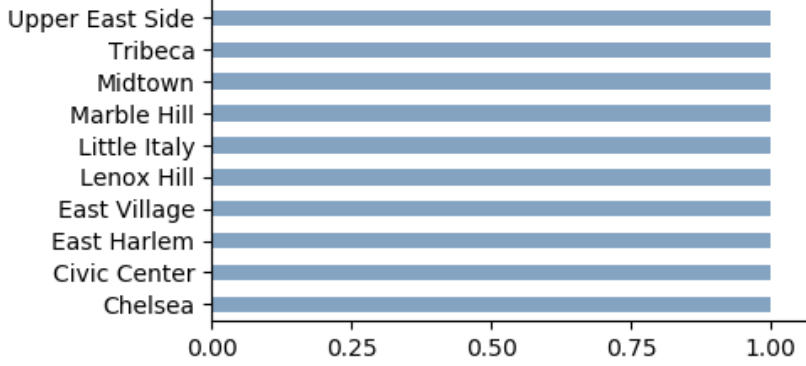 Upper East Side
Tribeca
Midtown
Marble Hill
Little Italy
Lenox Hill
East Village
East Harlem
Civic Center
Chelsea
0.00 0.25 0.50 0.75 1.00